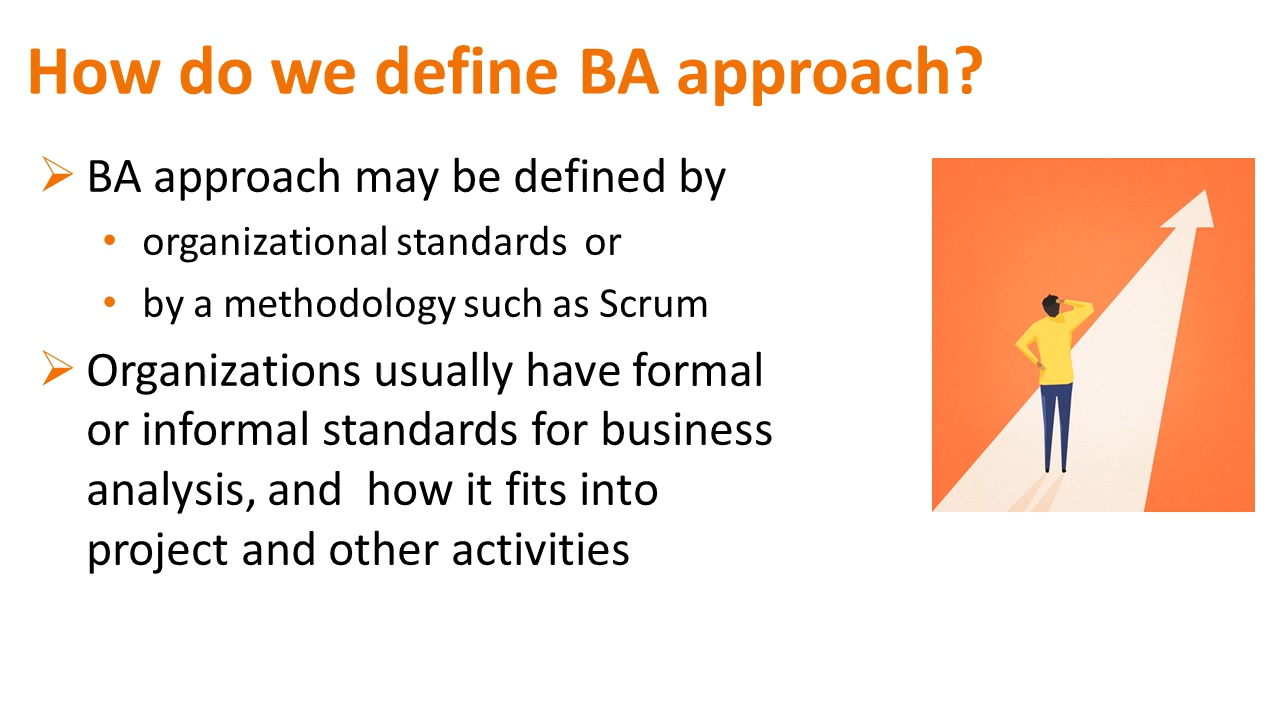 How do we define BA approach?
BA approach may be defined by
organizational standards  or
by a methodology such as Scrum
Organizations usually have formal
or informal standards for business
analysis, and  how it fits into
project and other activities